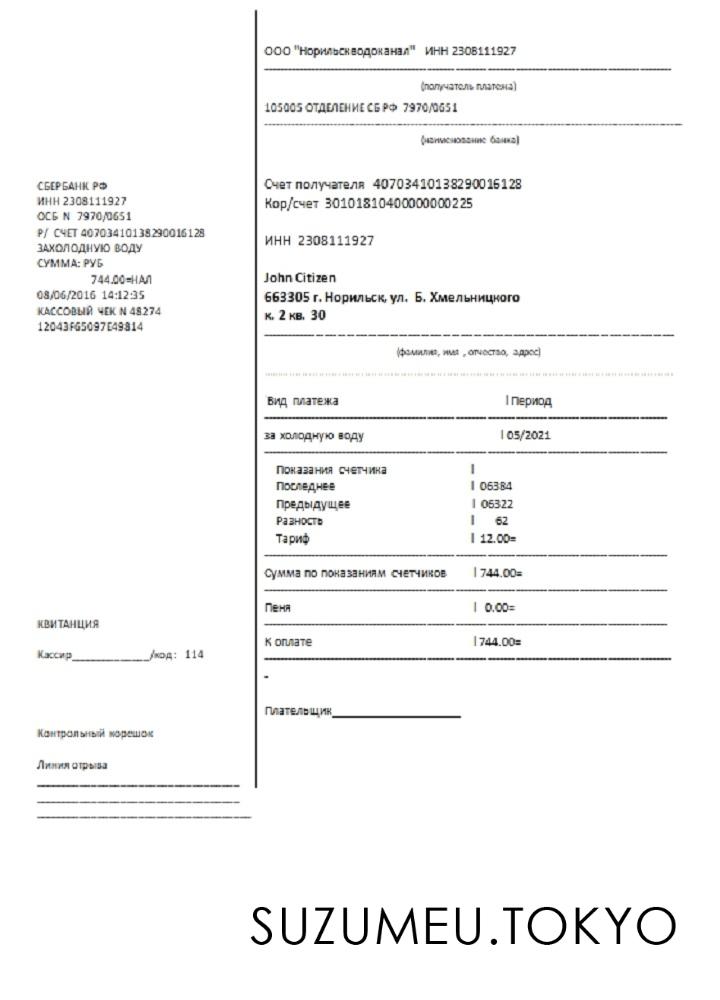 СБЕРБАНК РФ
ИНН 2308111927
ОСБ N 7970/0651
Р/ СЧЕТ 40703410138290016128
ЗАХОЛОДНУЮ ВОДУ
СУММА: РУБ
744.00=НАЛ
08/06/2016 14:12:35
КАССОВЫЙ ЧЕК N 48274
12043F65097E49814
КВИТАНЦИЯ
Кассир______________/код: 114
Контрольный корешок
Линия отрыва
ООО "Норильскводоканал" ИНН 2308111927
(получатель платежа)
105005 ОТДЕЛЕНИЕ СБ РФ 7970/0651
(наименование банка)
Счет получателя 40703410138290016128
Кор/счет 30101810400000000225
ИНН 2308111927
John Citizen
663305 г. Норильск, ул. Б. Хмельницкого
к. 2 кв. 30
(фамилия, имя , отчество, адрес)
Вид платежа | Период
за холодную воду | 05/2021
Показания счетчика |
Последнее | 06384
Предыдущее | 06322
Разность | 62
Тариф | 12.00=
Сумма по показаниям счетчиков | 744.00=
Пеня | 0.00=
К оплате | 744.00=
-
Плательщик____________________
SUZUMEU.TOKYO